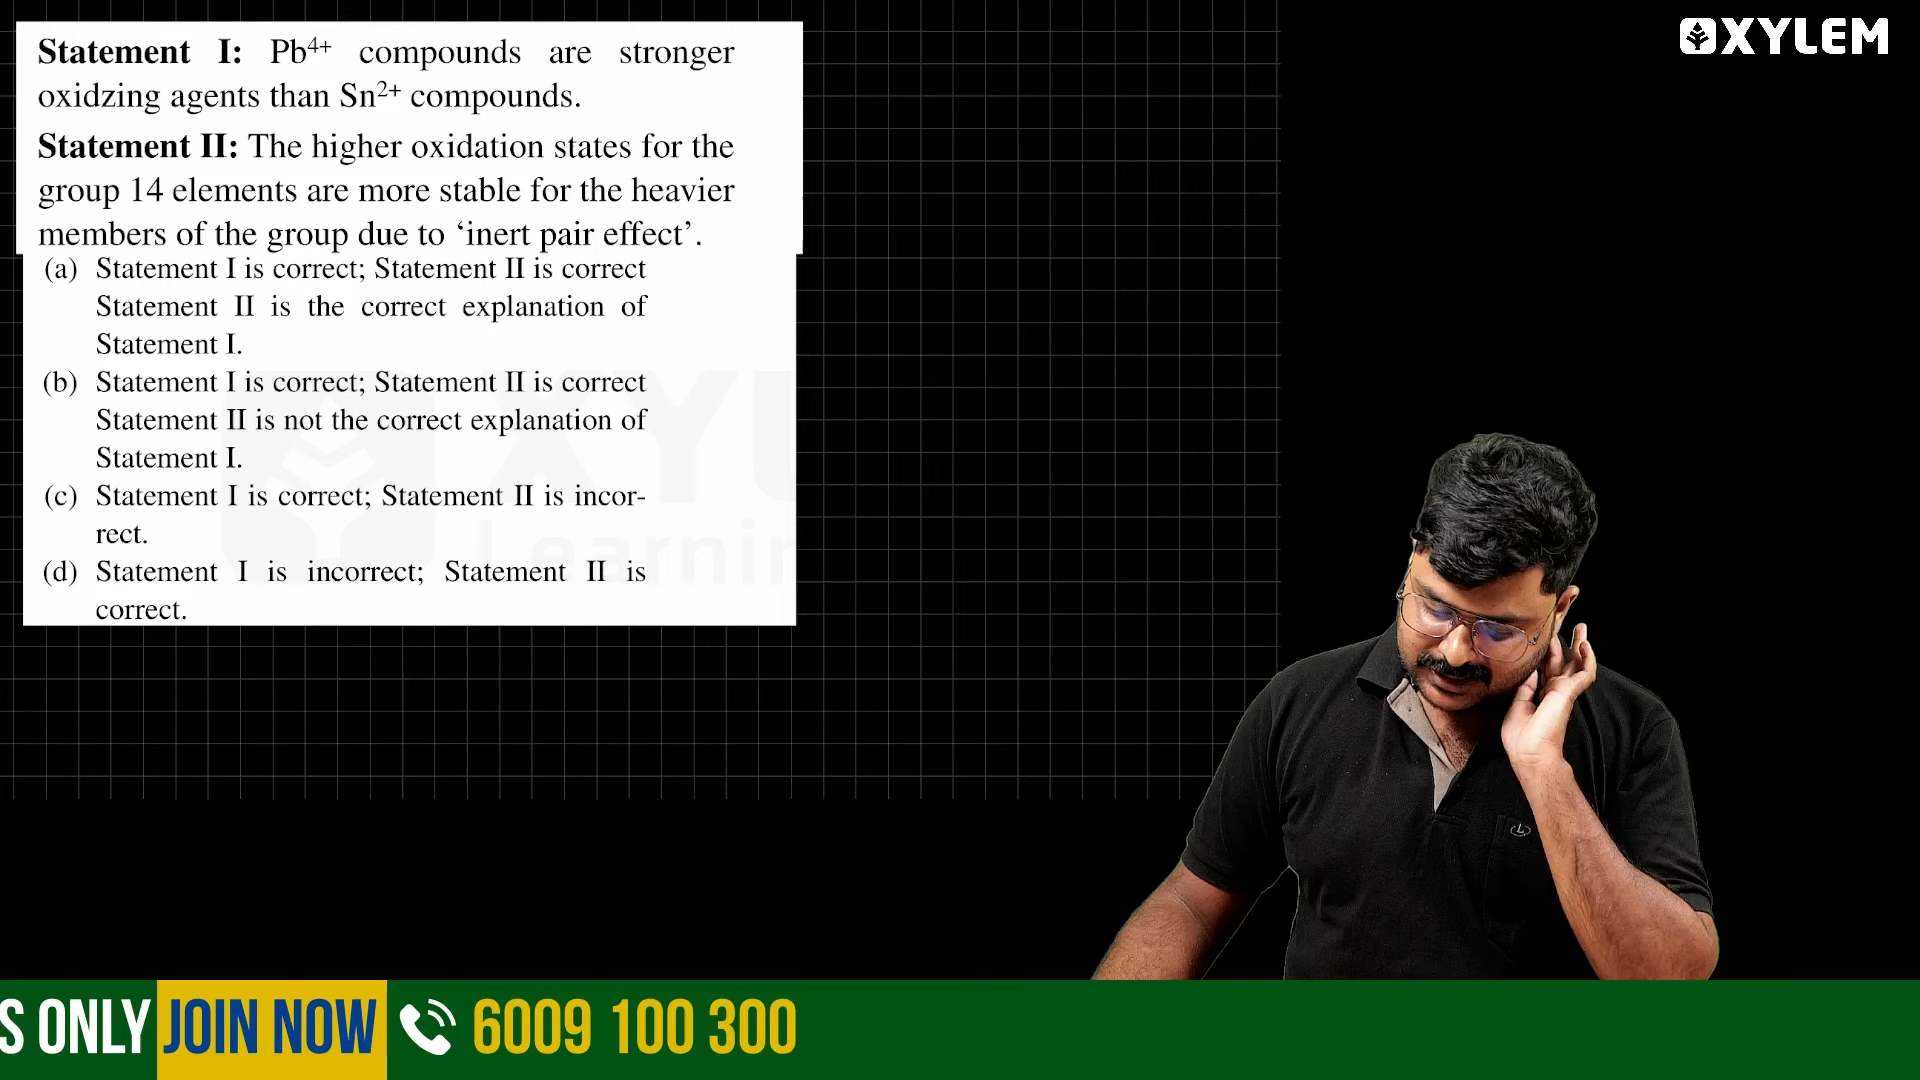 XYLEM
Statement I: Pb⁴⁺ compounds are stronger
oxidzing agents than Sn²⁺ compounds.
Statement II: The higher oxidation states for the
group 14 elements are more stable for the heavier
members of the group due to ‘inert pair effect’.
(a) Statement I is correct; Statement II is correct
Statement II is the correct explanation of
Statement I.
(b) Statement I is correct; Statement II is correct
Statement II is not the correct explanation of
Statement I.
(c) Statement I is correct; Statement II is incor-
rect.
(d) Statement I is incorrect; Statement II is
correct.
S ONLY JOIN NOW 6009 100 300